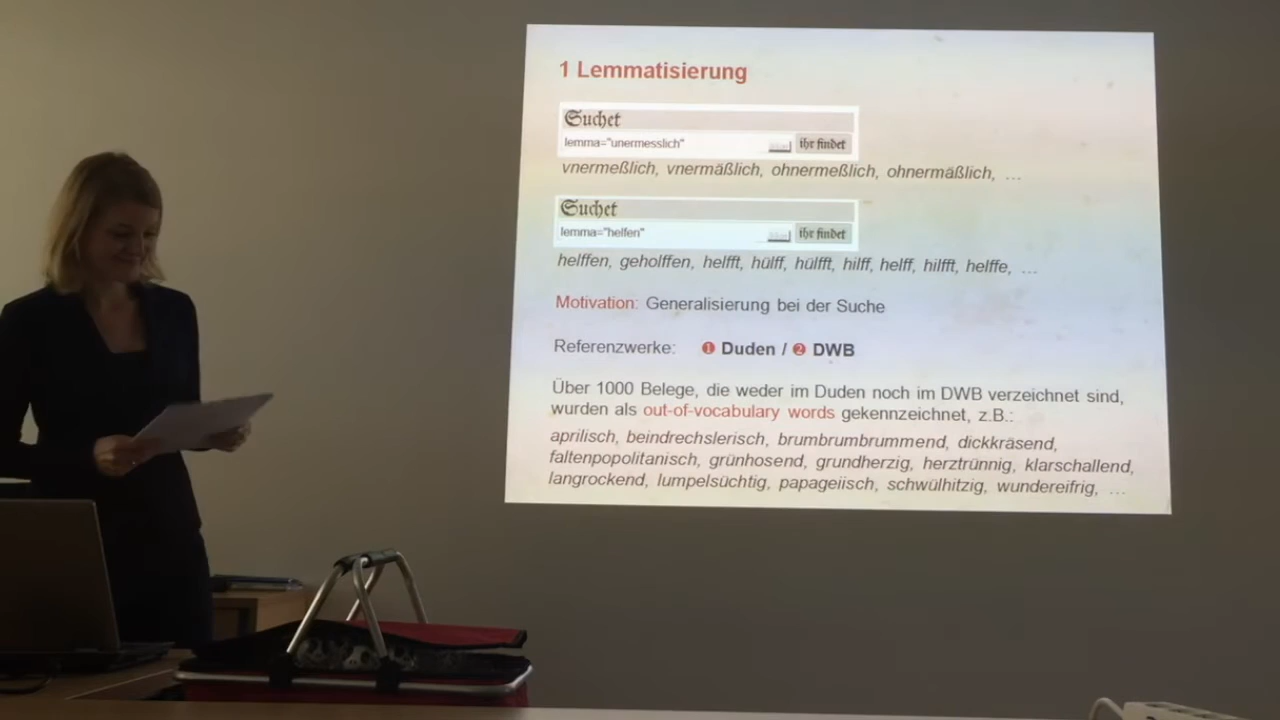 1 Lemmatisierung
Suchet
lemma="unermesslich"
ihr findet
vnermeßlich, vnermäßlich, ohnermeßlich, ohnermäßlich, …
Suchet
lemma="helfen"
ihr findet
helffen, geholffen, helfft, hülff, hülfft, hilff, helff, hilfft, helffe, …
Motivation: Generalisierung bei der Suche
Referenzwerke: ❶ Duden / ❷ DWB
Über 1000 Belege, die weder im Duden noch im DWB verzeichnet sind,
wurden als out-of-vocabulary words gekennzeichnet, z.B.:
aprilisch, beindrechslerisch, brumbrumbrummend, dickkräsend,
faltenpopolitanisch, grünhosend, grundherzig, herztrünnig, klarschallend,
langrockend, lumpelsüchtig, papageiisch, schwülhitzig, wundereifrig, …